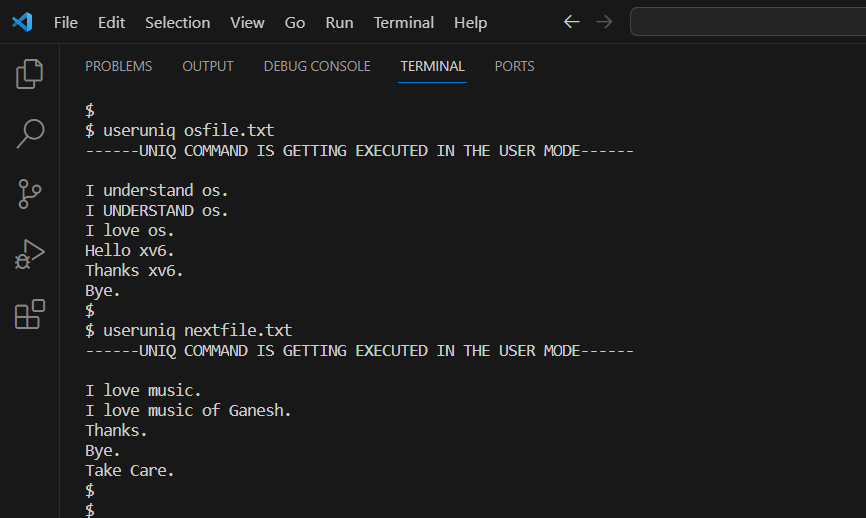 File Edit Selection View Go Run Terminal Help
PROBLEMS OUTPUT DEBUG CONSOLE TERMINAL PORTS
$
$ useruniq osfile.txt
------UNIQ COMMAND IS GETTING EXECUTED IN THE USER MODE------
I understand os.
I UNDERSTAND os.
I love os.
Hello xv6.
Thanks xv6.
Bye.
$
$ useruniq nextfile.txt
------UNIQ COMMAND IS GETTING EXECUTED IN THE USER MODE------
I love music.
I love music of Ganesh.
Thanks.
Bye.
Take Care.
$
$